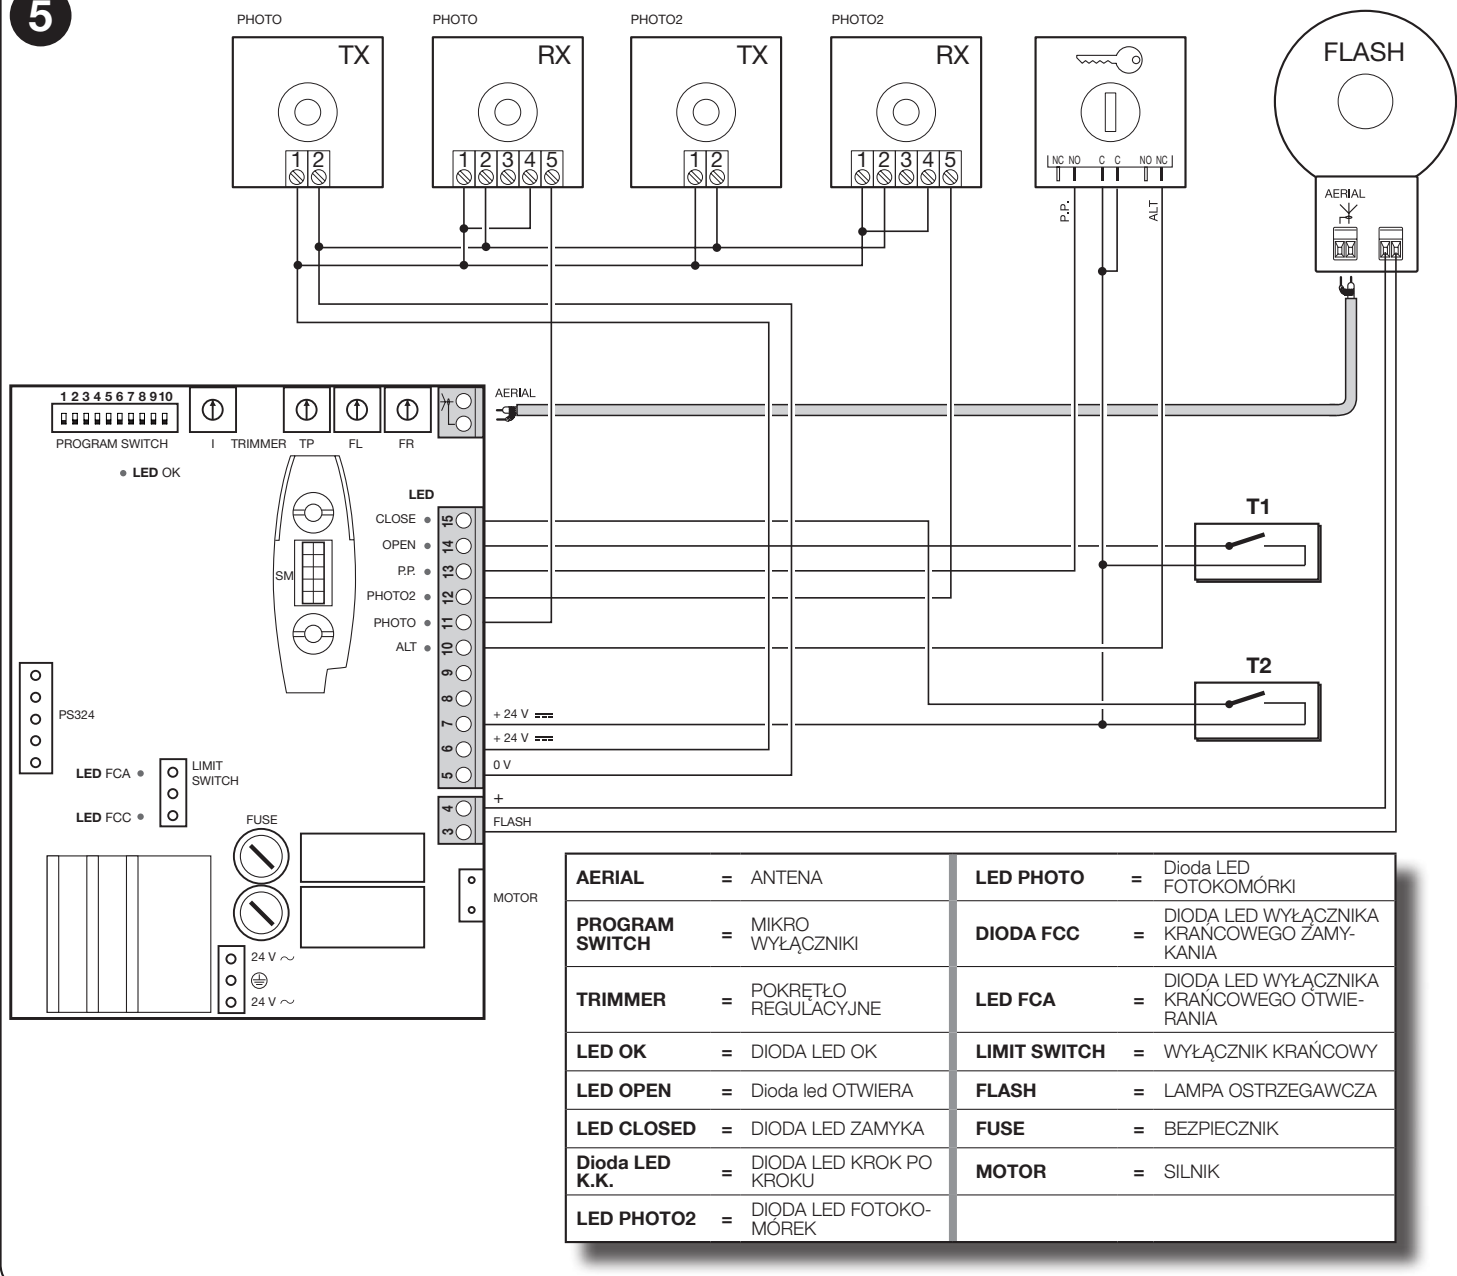 5
PHOTO PHOTO PHOTO2 PHOTO2
TX RX TX RX FLASH
1 2 1 2 3 4 5 1 2 1 2 3 4 5
NC NO C C NO NC
P.P. ALT
AERIAL
AERIAL
1 2 3 4 5 6 7 8 9 10
PROGRAM SWITCH I TRIMMER TP FL FR
LED OK
LED
CLOSE 15
OPEN 14
P.P. 13
PHOTO2 12
PHOTO 11
ALT 10
9
8
7 + 24 V
6 + 24 V
5 0 V
4 +
3 FLASH
SM
T1
T2
PS324
LED FCA
LIMIT
SWITCH
LED FCC
FUSE
MOTOR
24 V
24 V
AERIAL = ANTENA
LED PHOTO = Dioda LED
FOTOKOMÓRKI
PROGRAM
SWITCH = MIKRO
WYŁĄCZNIKI
DIODA FCC = DIODA LED WYŁĄCZNIKA
KRAŃCOWEGO ZAMY-
KANIA
TRIMMER = POKRĘTŁO
REGULACYJNE
LED FCA = DIODA LED WYŁĄCZNIKA
KRAŃCOWEGO OTWIE-
RANIA
LED OK = DIODA LED OK
LIMIT SWITCH = WYŁĄCZNIK KRAŃCOWY
LED OPEN = Dioda led OTWIERA
FLASH = LAMPA OSTRZEGAWCZA
LED CLOSED = DIODA LED ZAMYKA
FUSE = BEZPIECZNIK
Dioda LED
K.K. = DIODA LED KROK PO
KROKU
MOTOR = SILNIK
LED PHOTO2 = DIODA LED FOTOKO-
MÓREK